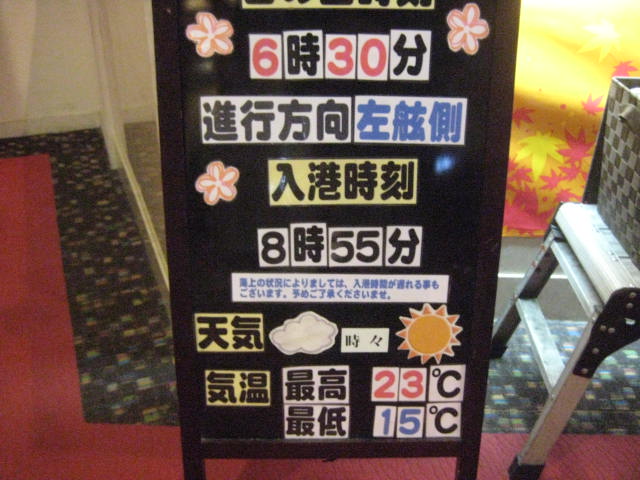 6時30分
進行方向左舷側
入港時刻
8時55分
海上の状況によりましては、入港時間が遅れる事も
ございます。予めご了承くださいませ。
天気 時々
気温 最高 23℃
最低 15℃